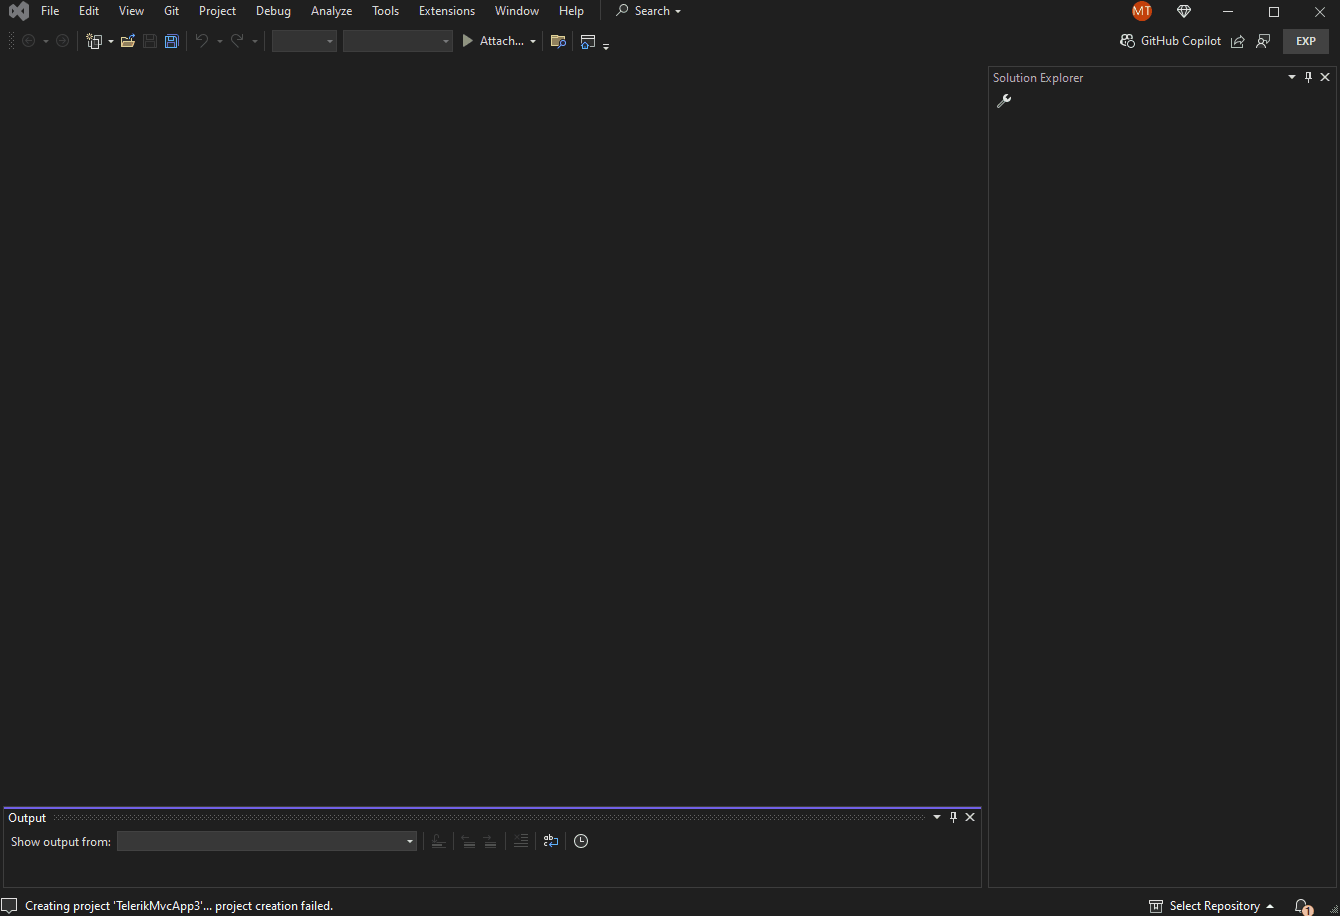 File Edit View Git Project Debug Analyze Tools Extensions Window Help Search MT
Attach... GitHub Copilot EXP
Solution Explorer
Output
Show output from:
Creating project 'TelerikMvcApp3'... project creation failed. Select Repository 1